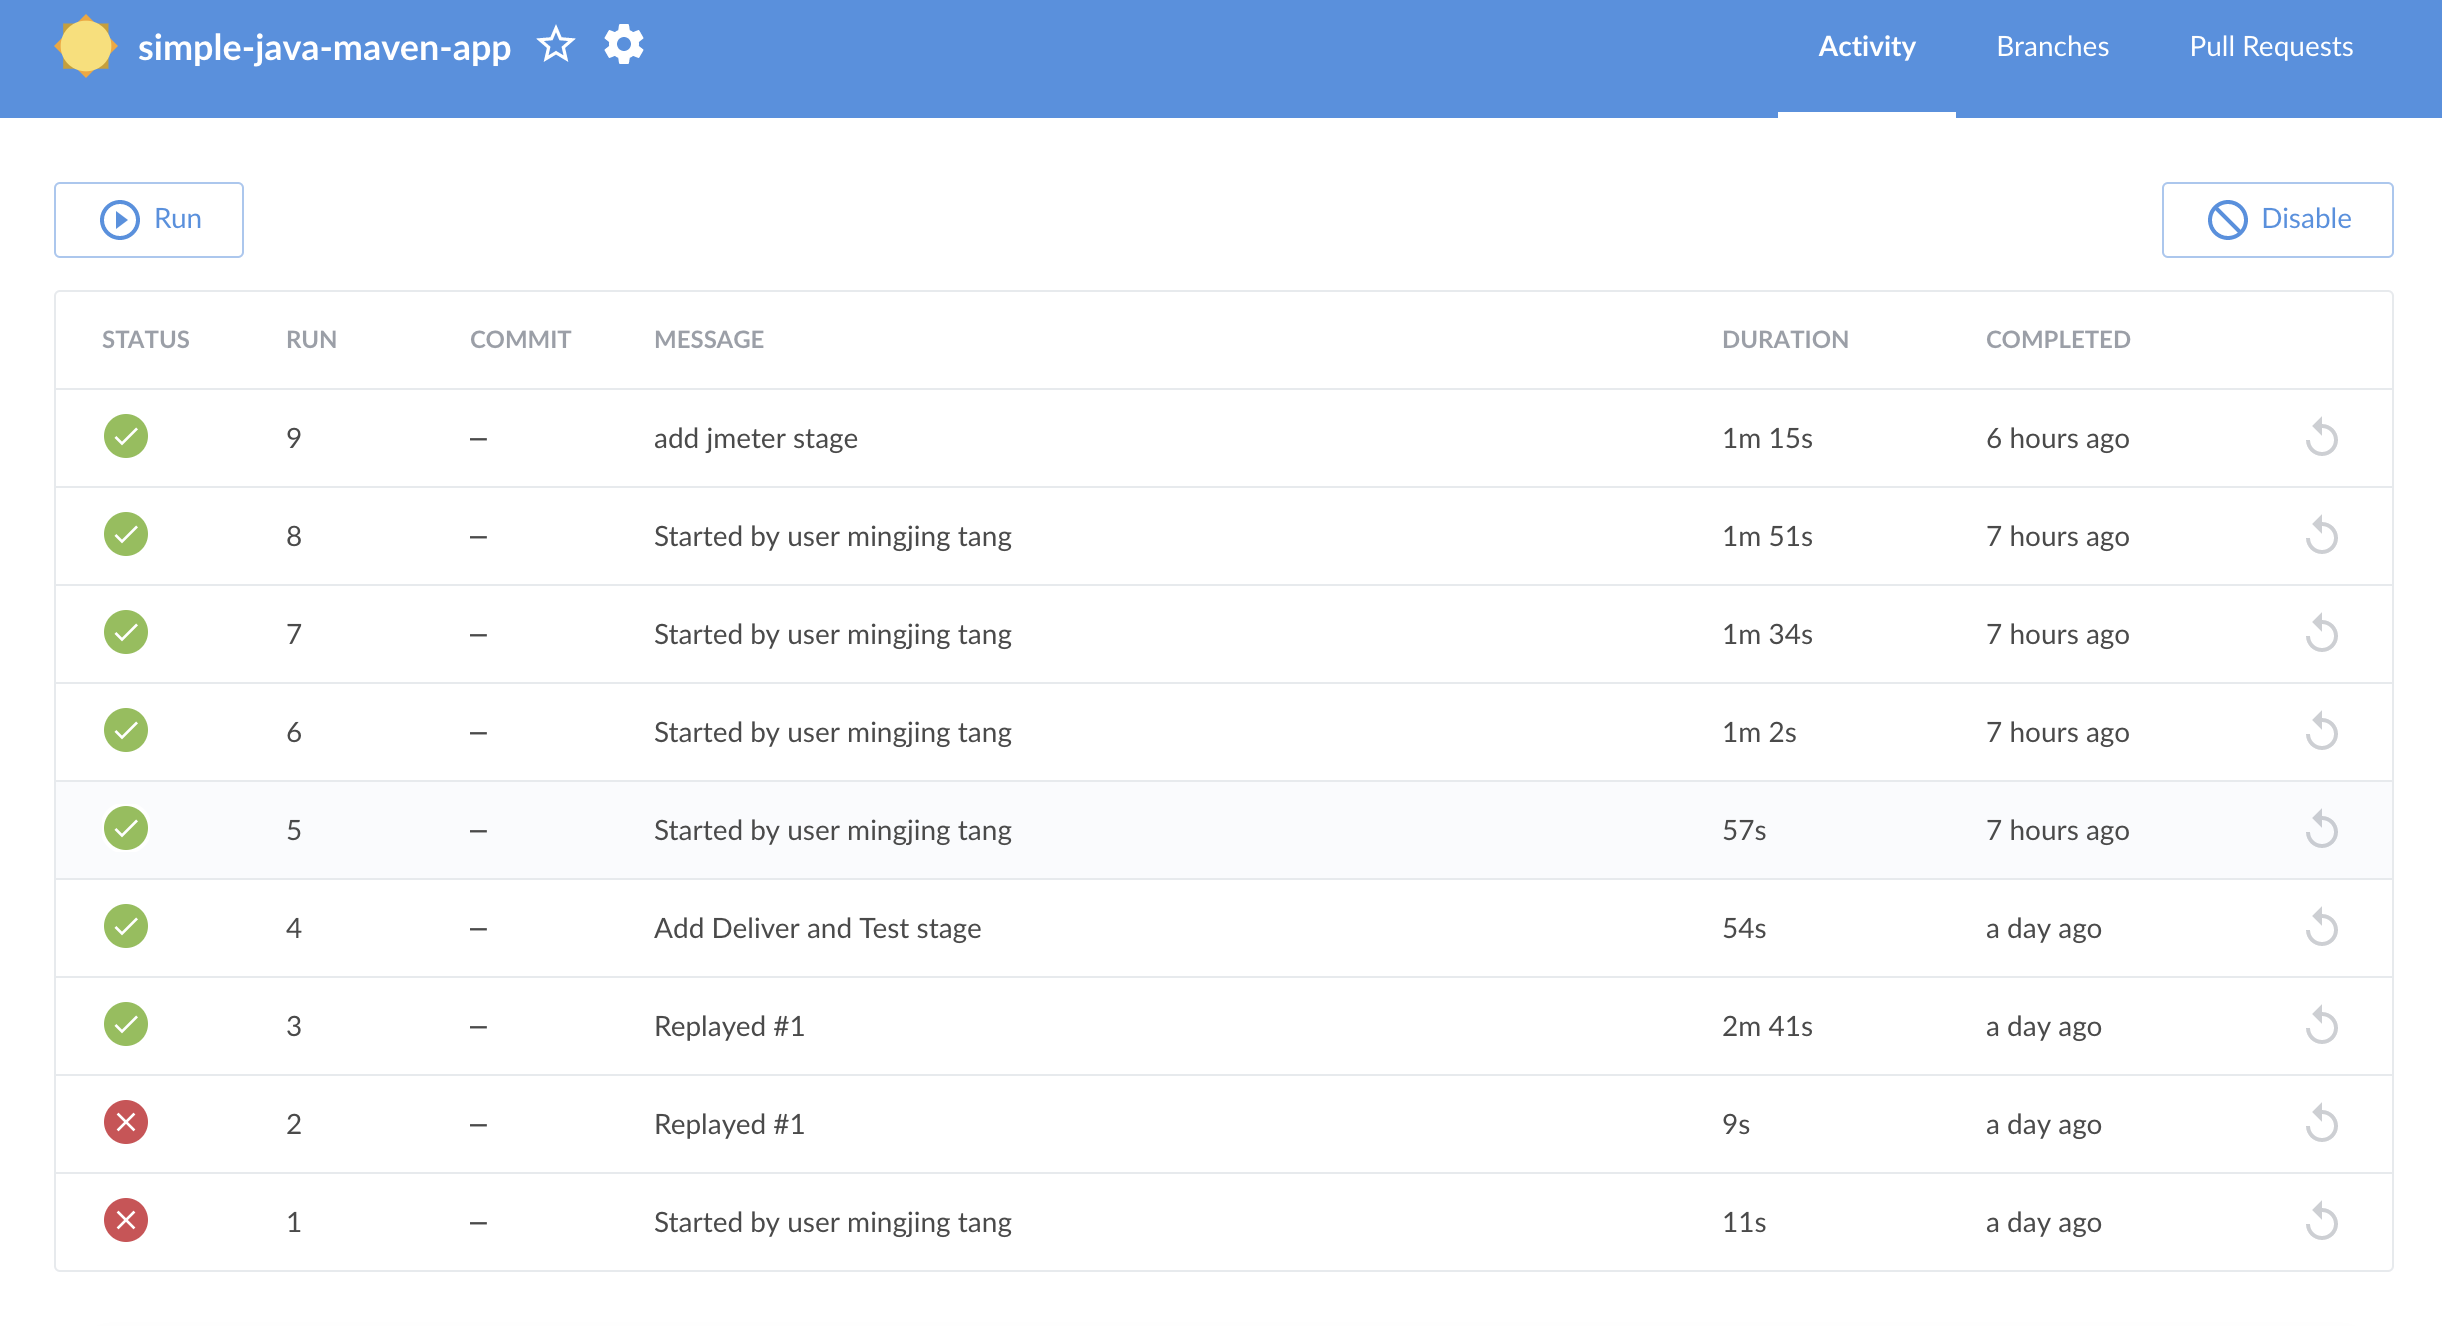 simple-java-maven-app Activity Branches Pull Requests
Run Disable
STATUS RUN COMMIT MESSAGE DURATION COMPLETED
9 – add jmeter stage 1m 15s 6 hours ago
8 – Started by user mingjing tang 1m 51s 7 hours ago
7 – Started by user mingjing tang 1m 34s 7 hours ago
6 – Started by user mingjing tang 1m 2s 7 hours ago
5 – Started by user mingjing tang 57s 7 hours ago
4 – Add Deliver and Test stage 54s a day ago
3 – Replayed #1 2m 41s a day ago
2 – Replayed #1 9s a day ago
1 – Started by user mingjing tang 11s a day ago